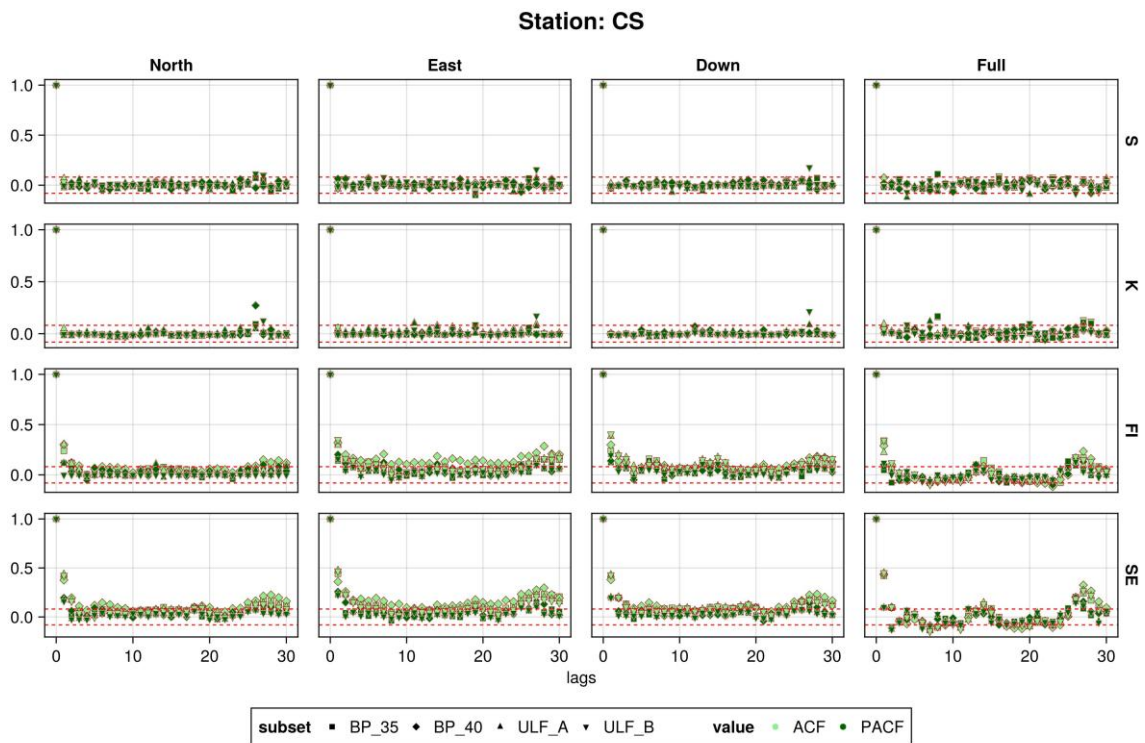 Station: CS
North East Down Full
1.0
0.5
0.0
S
1.0
0.5
0.0
K
1.0
0.5
0.0
FI
1.0
0.5
0.0
SE
0 10 20 30 0 10 20 30 0 10 20 30 0 10 20 30
lags
subset BP_35 BP_40 ULF_A ULF_B value ACF PACF